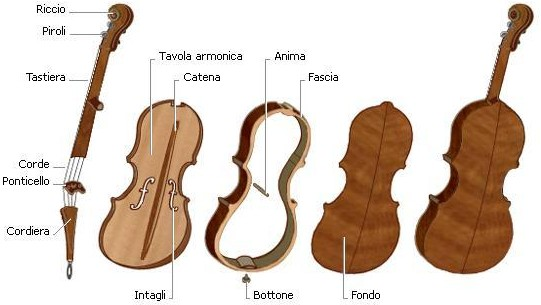 Riccio
Piroli
Tastiera
Corde
Ponticello
Cordiera
Tavola armonica
Catena
Intagli
Anima
Fascia
Bottone
Fondo